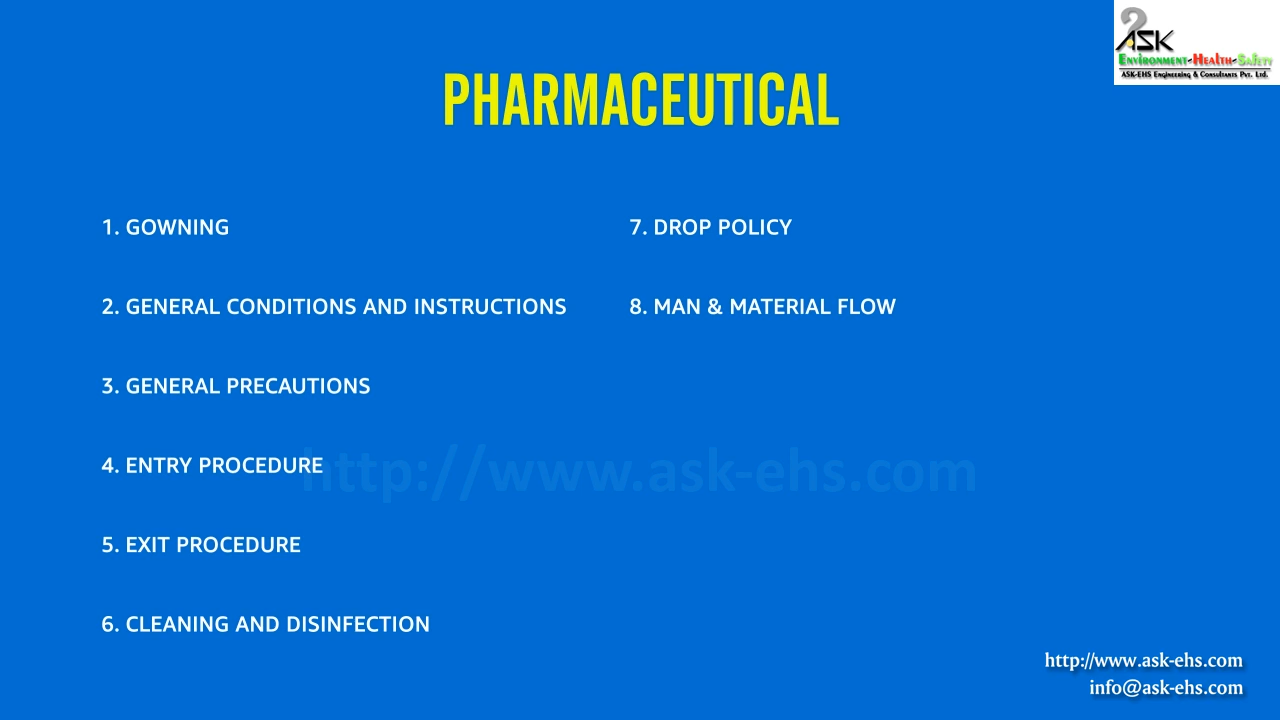 ASK
Environment-Health-Safety
ASK-EHS Engineering & Consultants Pvt. Ltd.
PHARMACEUTICAL
1. GOWNING
2. GENERAL CONDITIONS AND INSTRUCTIONS
3. GENERAL PRECAUTIONS
4. ENTRY PROCEDURE
5. EXIT PROCEDURE
6. CLEANING AND DISINFECTION
7. DROP POLICY
8. MAN & MATERIAL FLOW
http://www.ask-ehs.com
http://www.ask-ehs.com
info@ask-ehs.com